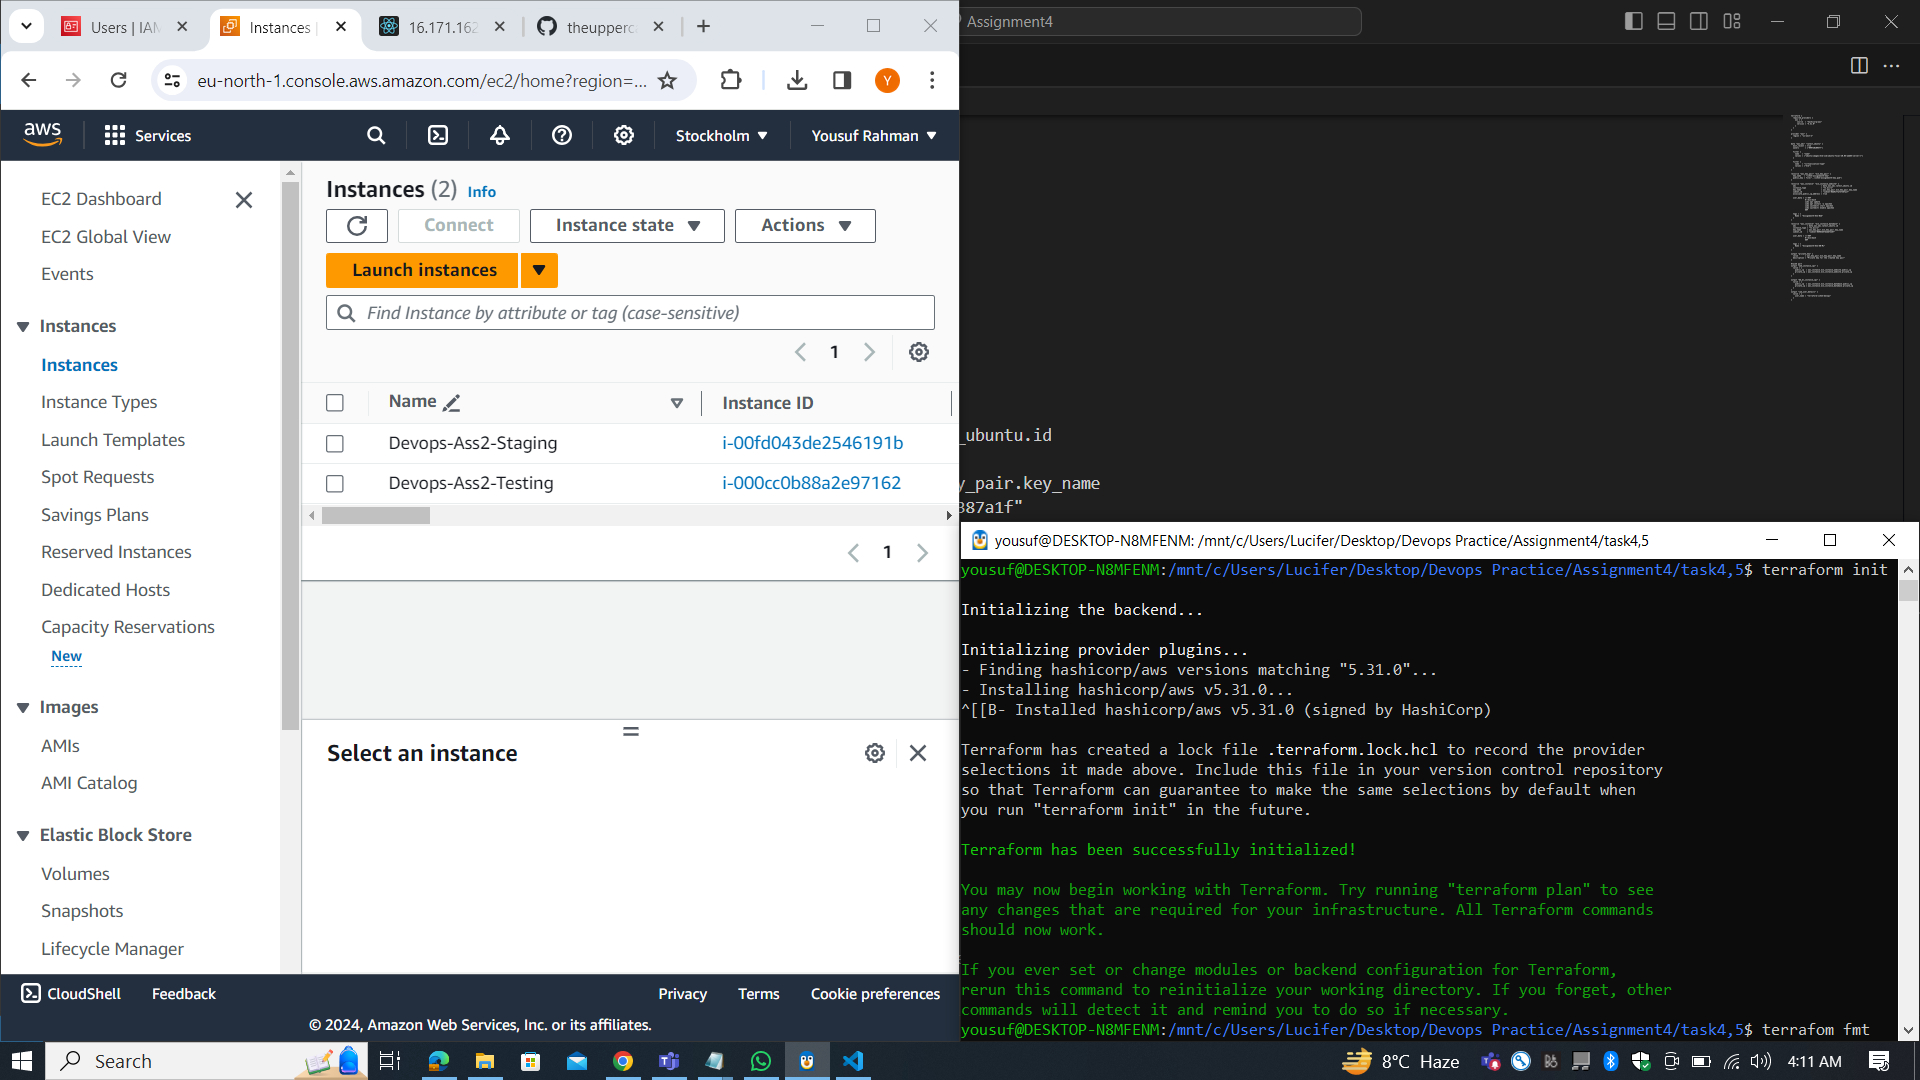 Users | IAM
Instances |
16.171.162
theupperca
Assignment4
eu-north-1.console.aws.amazon.com/ec2/home?region=...
Y
aws
Services
Stockholm
Yousuf Rahman
EC2 Dashboard
EC2 Global View
Events
Instances
Instances
Instance Types
Launch Templates
Spot Requests
Savings Plans
Reserved Instances
Dedicated Hosts
Capacity Reservations
New
Images
AMIs
AMI Catalog
Elastic Block Store
Volumes
Snapshots
Lifecycle Manager
Instances (2) Info
Connect
Instance state
Actions
Launch instances
Find Instance by attribute or tag (case-sensitive)
1
Name
Instance ID
Devops-Ass2-Staging
i-00fd043de2546191b
Devops-Ass2-Testing
i-000cc0b88a2e97162
1
Select an instance
CloudShell
Feedback
Privacy
Terms
Cookie preferences
© 2024, Amazon Web Services, Inc. or its affiliates.
_ubuntu.id
y_pair.key_name
387a1f"
yousuf@DESKTOP-N8MFENM: /mnt/c/Users/Lucifer/Desktop/Devops Practice/Assignment4/task4,5
yousuf@DESKTOP-N8MFENM:/mnt/c/Users/Lucifer/Desktop/Devops Practice/Assignment4/task4,5$ terraform init
Initializing the backend...
Initializing provider plugins...
- Finding hashicorp/aws versions matching "5.31.0"...
- Installing hashicorp/aws v5.31.0...
^[[B- Installed hashicorp/aws v5.31.0 (signed by HashiCorp)
Terraform has created a lock file .terraform.lock.hcl to record the provider
selections it made above. Include this file in your version control repository
so that Terraform can guarantee to make the same selections by default when
you run "terraform init" in the future.
Terraform has been successfully initialized!
You may now begin working with Terraform. Try running "terraform plan" to see
any changes that are required for your infrastructure. All Terraform commands
should now work.
If you ever set or change modules or backend configuration for Terraform,
rerun this command to reinitialize your working directory. If you forget, other
commands will detect it and remind you to do so if necessary.
yousuf@DESKTOP-N8MFENM:/mnt/c/Users/Lucifer/Desktop/Devops Practice/Assignment4/task4,5$ terrafom fmt
Search
8°C Haze
4:11 AM